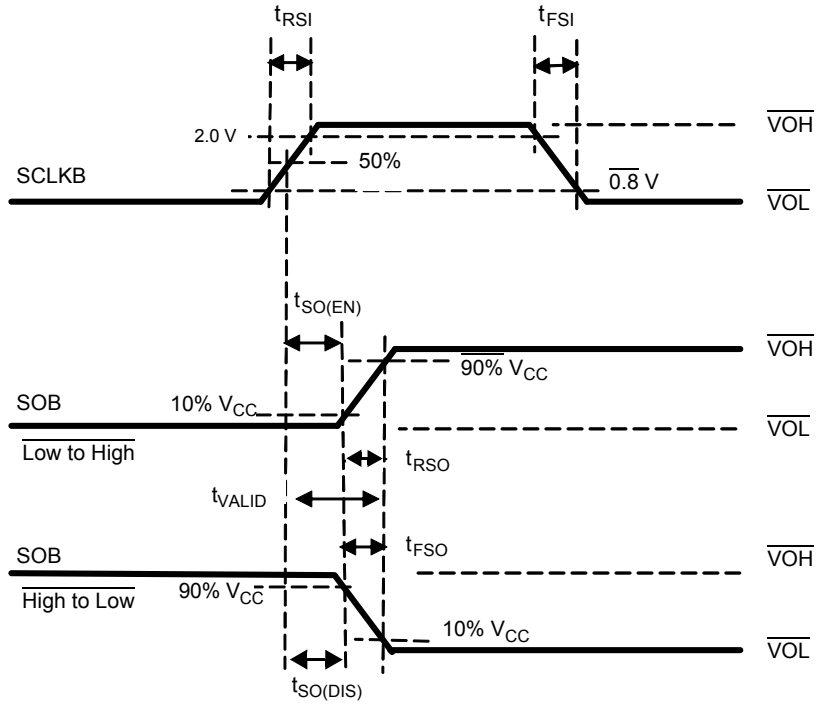 tRSI
tFSI
2.0 V
VOH
50%
SCLKB
0.8 V
VOL
tSO(EN)
VOH
90% VCC
SOB
10% VCC
VOL
Low to High
tRSO
tVALID
tFSO
SOB
VOH
High to Low
90% VCC
10% VCC
VOL
tSO(DIS)